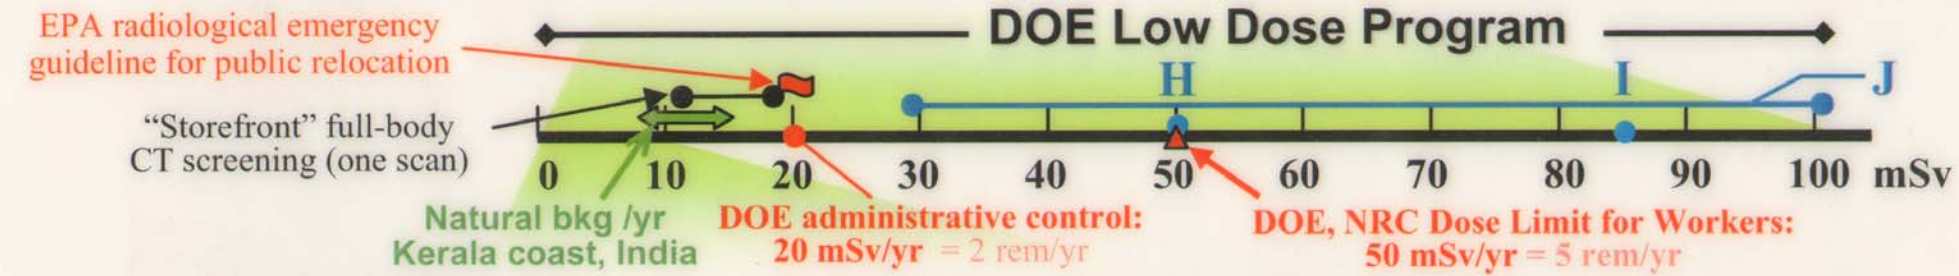 EPA radiological emergency
guideline for public relocation
DOE Low Dose Program
H
I
J
“Storefront” full-body
CT screening (one scan)
0 10 20 30 40 50 60 70 80 90 100 mSv
Natural bkg /yr
Kerala coast, India
DOE administrative control:
20 mSv/yr = 2 rem/yr
DOE, NRC Dose Limit for Workers:
50 mSv/yr = 5 rem/yr